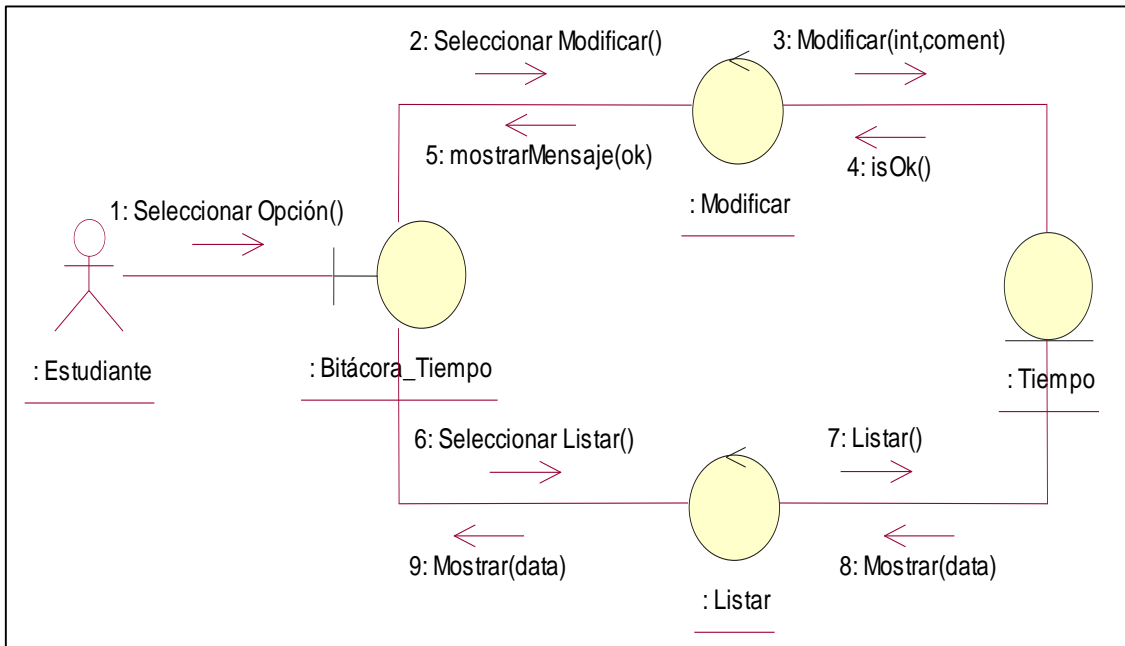 2: Seleccionar Modificar()
3: Modificar(int,coment)
5: mostrarMensaje(ok)
4: isOk()
: Modificar
1: Seleccionar Opción()
: Estudiante
: Bitácora_Tiempo
: Tiempo
6: Seleccionar Listar()
7: Listar()
9: Mostrar(data)
8: Mostrar(data)
: Listar